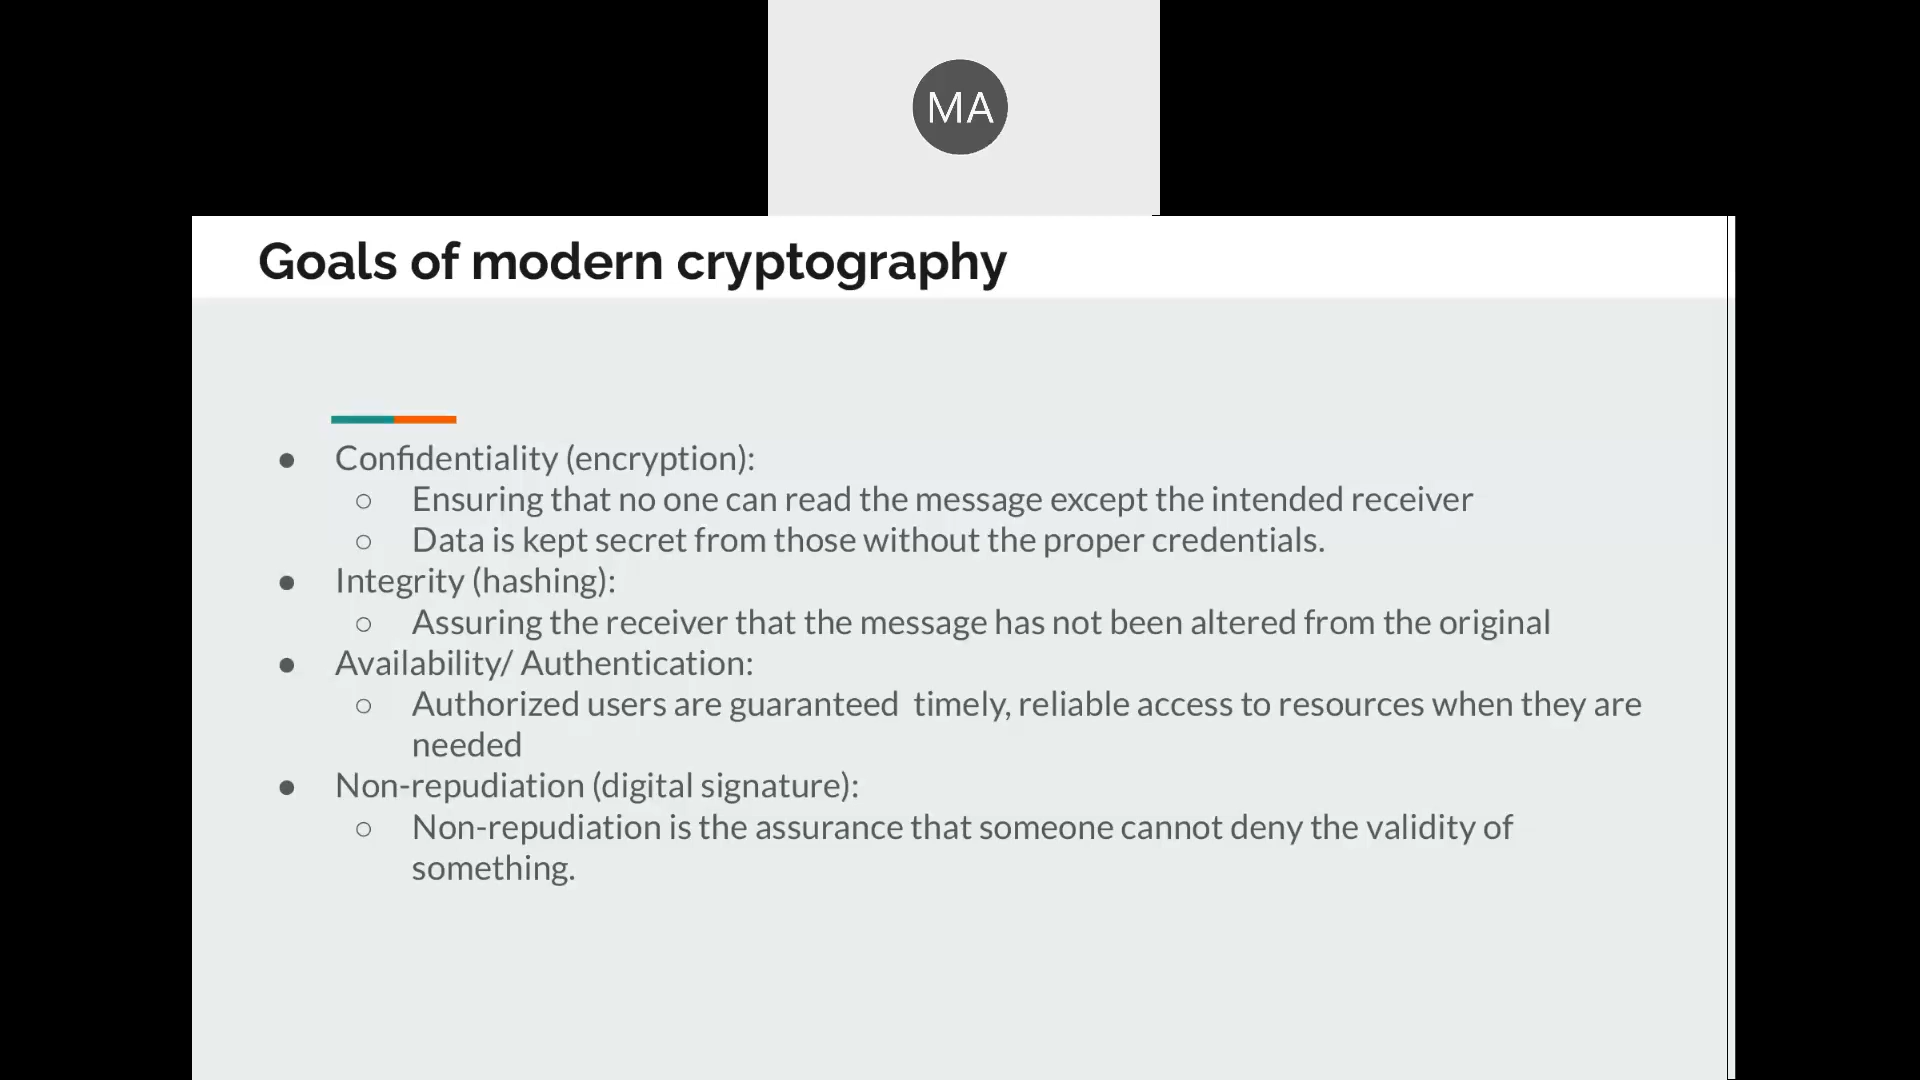 MA
Goals of modern cryptography
● Confidentiality (encryption):
○ Ensuring that no one can read the message except the intended receiver
○ Data is kept secret from those without the proper credentials.
● Integrity (hashing):
○ Assuring the receiver that the message has not been altered from the original
● Availability/ Authentication:
○ Authorized users are guaranteed  timely, reliable access to resources when they are
needed
● Non-repudiation (digital signature):
○ Non-repudiation is the assurance that someone cannot deny the validity of
something.